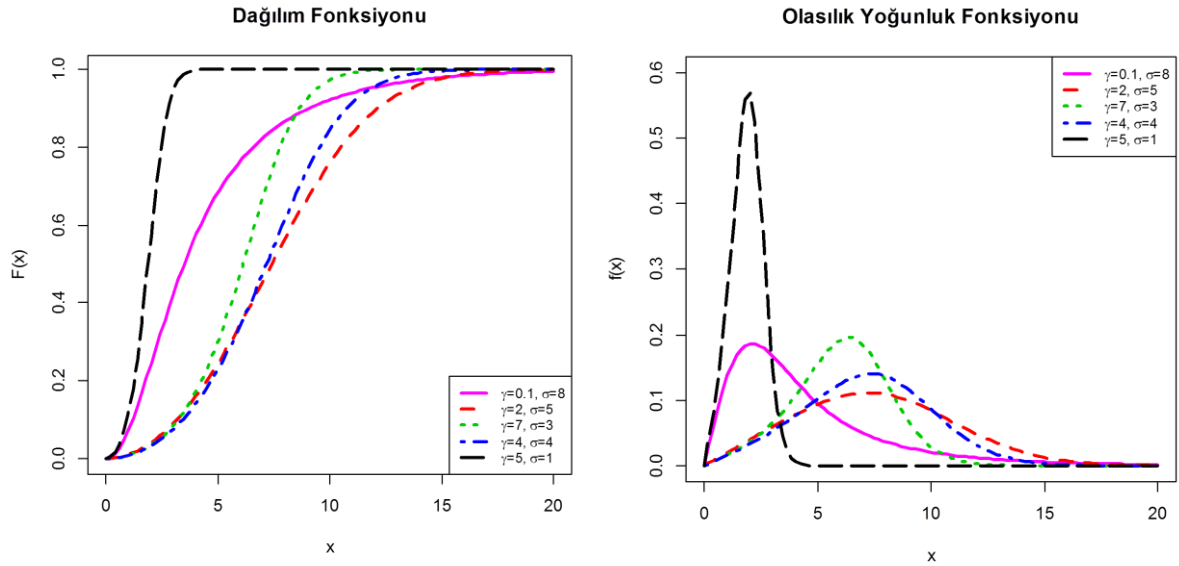 Dağılım Fonksiyonu
F(x)
1.0
0.8
0.6
0.4
0.2
0.0
γ=0.1, σ=8
γ=2, σ=5
γ=7, σ=3
γ=4, σ=4
γ=5, σ=1
0 5 10 15 20
x
Olasılık Yoğunluk Fonksiyonu
f(x)
0.6
0.5
0.4
0.3
0.2
0.1
0.0
γ=0.1, σ=8
γ=2, σ=5
γ=7, σ=3
γ=4, σ=4
γ=5, σ=1
0 5 10 15 20
x